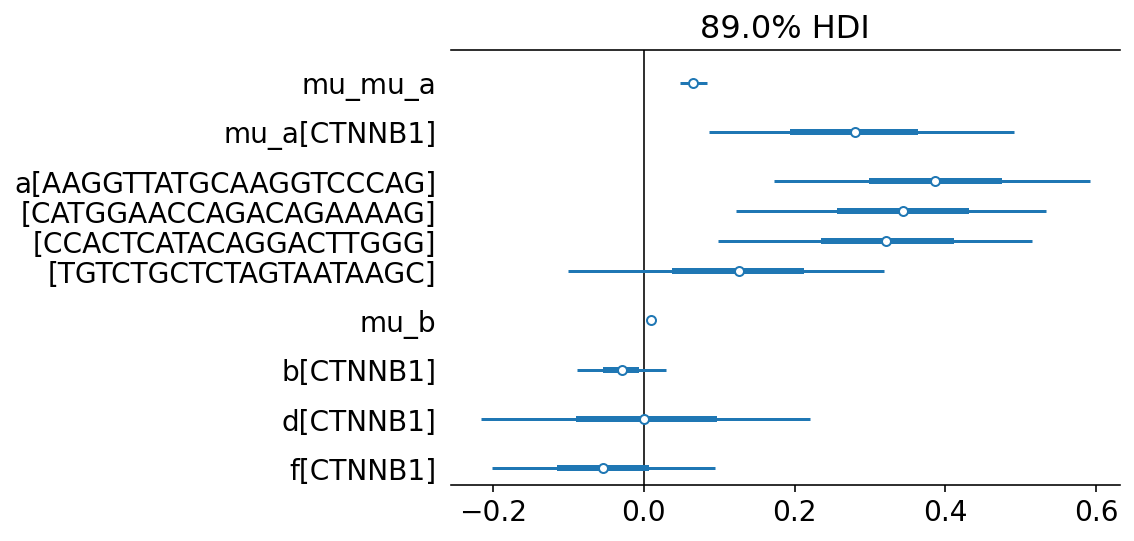 89.0% HDI
mu_mu_a
mu_a[CTNNB1]
a[AAGGTTATGCAAGGTCCCAG]
[CATGGAACCAGACAGAAAAG]
[CCACTCATACAGGACTTGGG]
[TGTCTGCTCTAGTAATAAGC]
mu_b
b[CTNNB1]
d[CTNNB1]
f[CTNNB1]
−0.2 0.0 0.2 0.4 0.6